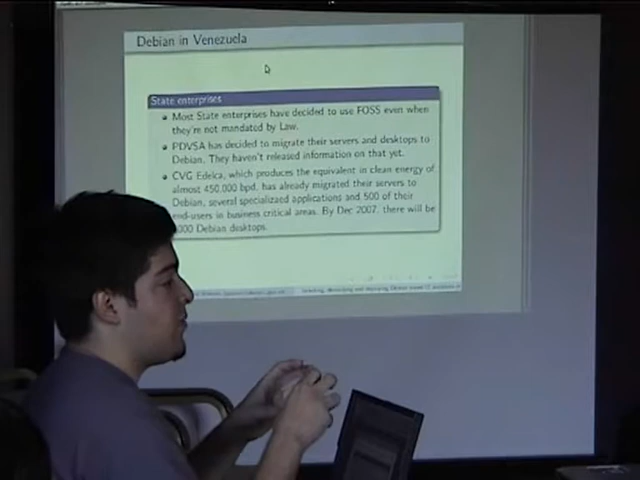 Debian in Venezuela
State enterprises
Most State enterprises have decided to use FOSS even when
they're not mandated by Law.
PDVSA has decided to migrate their servers and desktops to
Debian. They haven't released information on that yet.
CVG Edelca, which produces the equivalent in clean energy of
almost 450.000 bpd, has already migrated their servers to
Debian, several specialized applications and 500 of their
end-users in business critical areas. By Dec 2007, there will be
000 Debian desktops.